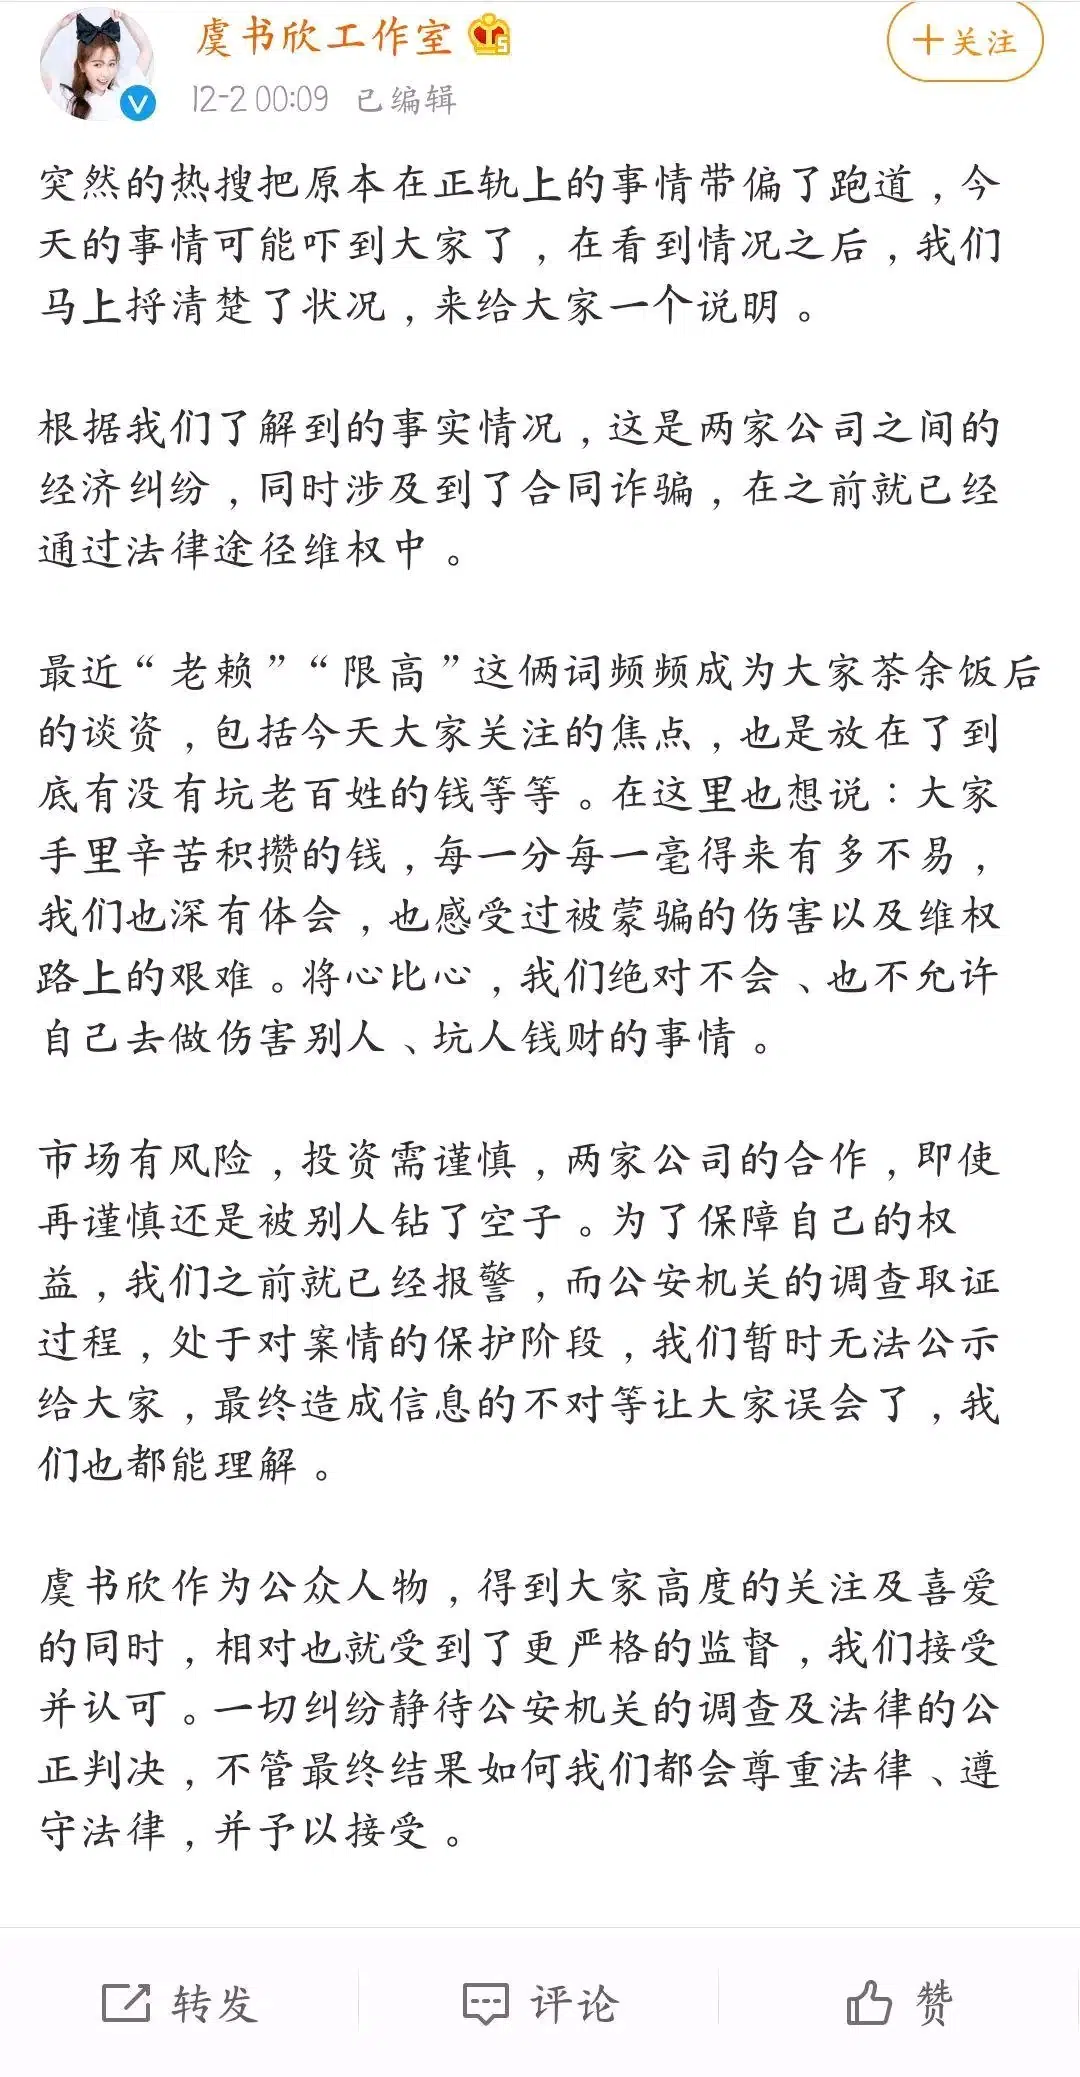 虞书欣工作室
12-2 00:09 已编辑
+关注
突然的热搜把原本在正轨上的事情带偏了跑道，今
天的事情可能吓到大家了，在看到情况之后，我们
马上捋清楚了状况，来给大家一个说明。
根据我们了解到的事实情况，这是两家公司之间的
经济纠纷，同时涉及到了合同诈骗，在之前就已经
通过法律途径维权中。
最近“老赖”“限高”这俩词频频成为大家茶余饭后
的谈资，包括今天大家关注的焦点，也是放在了到
底有没有坑老百姓的钱等等。在这里也想说：大家
手里辛苦积攒的钱，每一分每一毫得来有多不易，
我们也深有体会，也感受过被蒙骗的伤害以及维权
路上的艰难。将心比心，我们绝对不会、也不允许
自己去做伤害别人、坑人钱财的事情。
市场有风险，投资需谨慎，两家公司的合作，即使
再谨慎还是被别人钻了空子。为了保障自己的权
益，我们之前就已经报警，而公安机关的调查取证
过程，处于对案情的保护阶段，我们暂时无法公示
给大家，最终造成信息的不对等让大家误会了，我
们也都能理解。
虞书欣作为公众人物，得到大家高度的关注及喜爱
的同时，相对也就受到了更严格的监督，我们接受
并认可。一切纠纷静待公安机关的调查及法律的公
正判决，不管最终结果如何我们都会尊重法律、遵
守法律，并予以接受。
转发
评论
赞